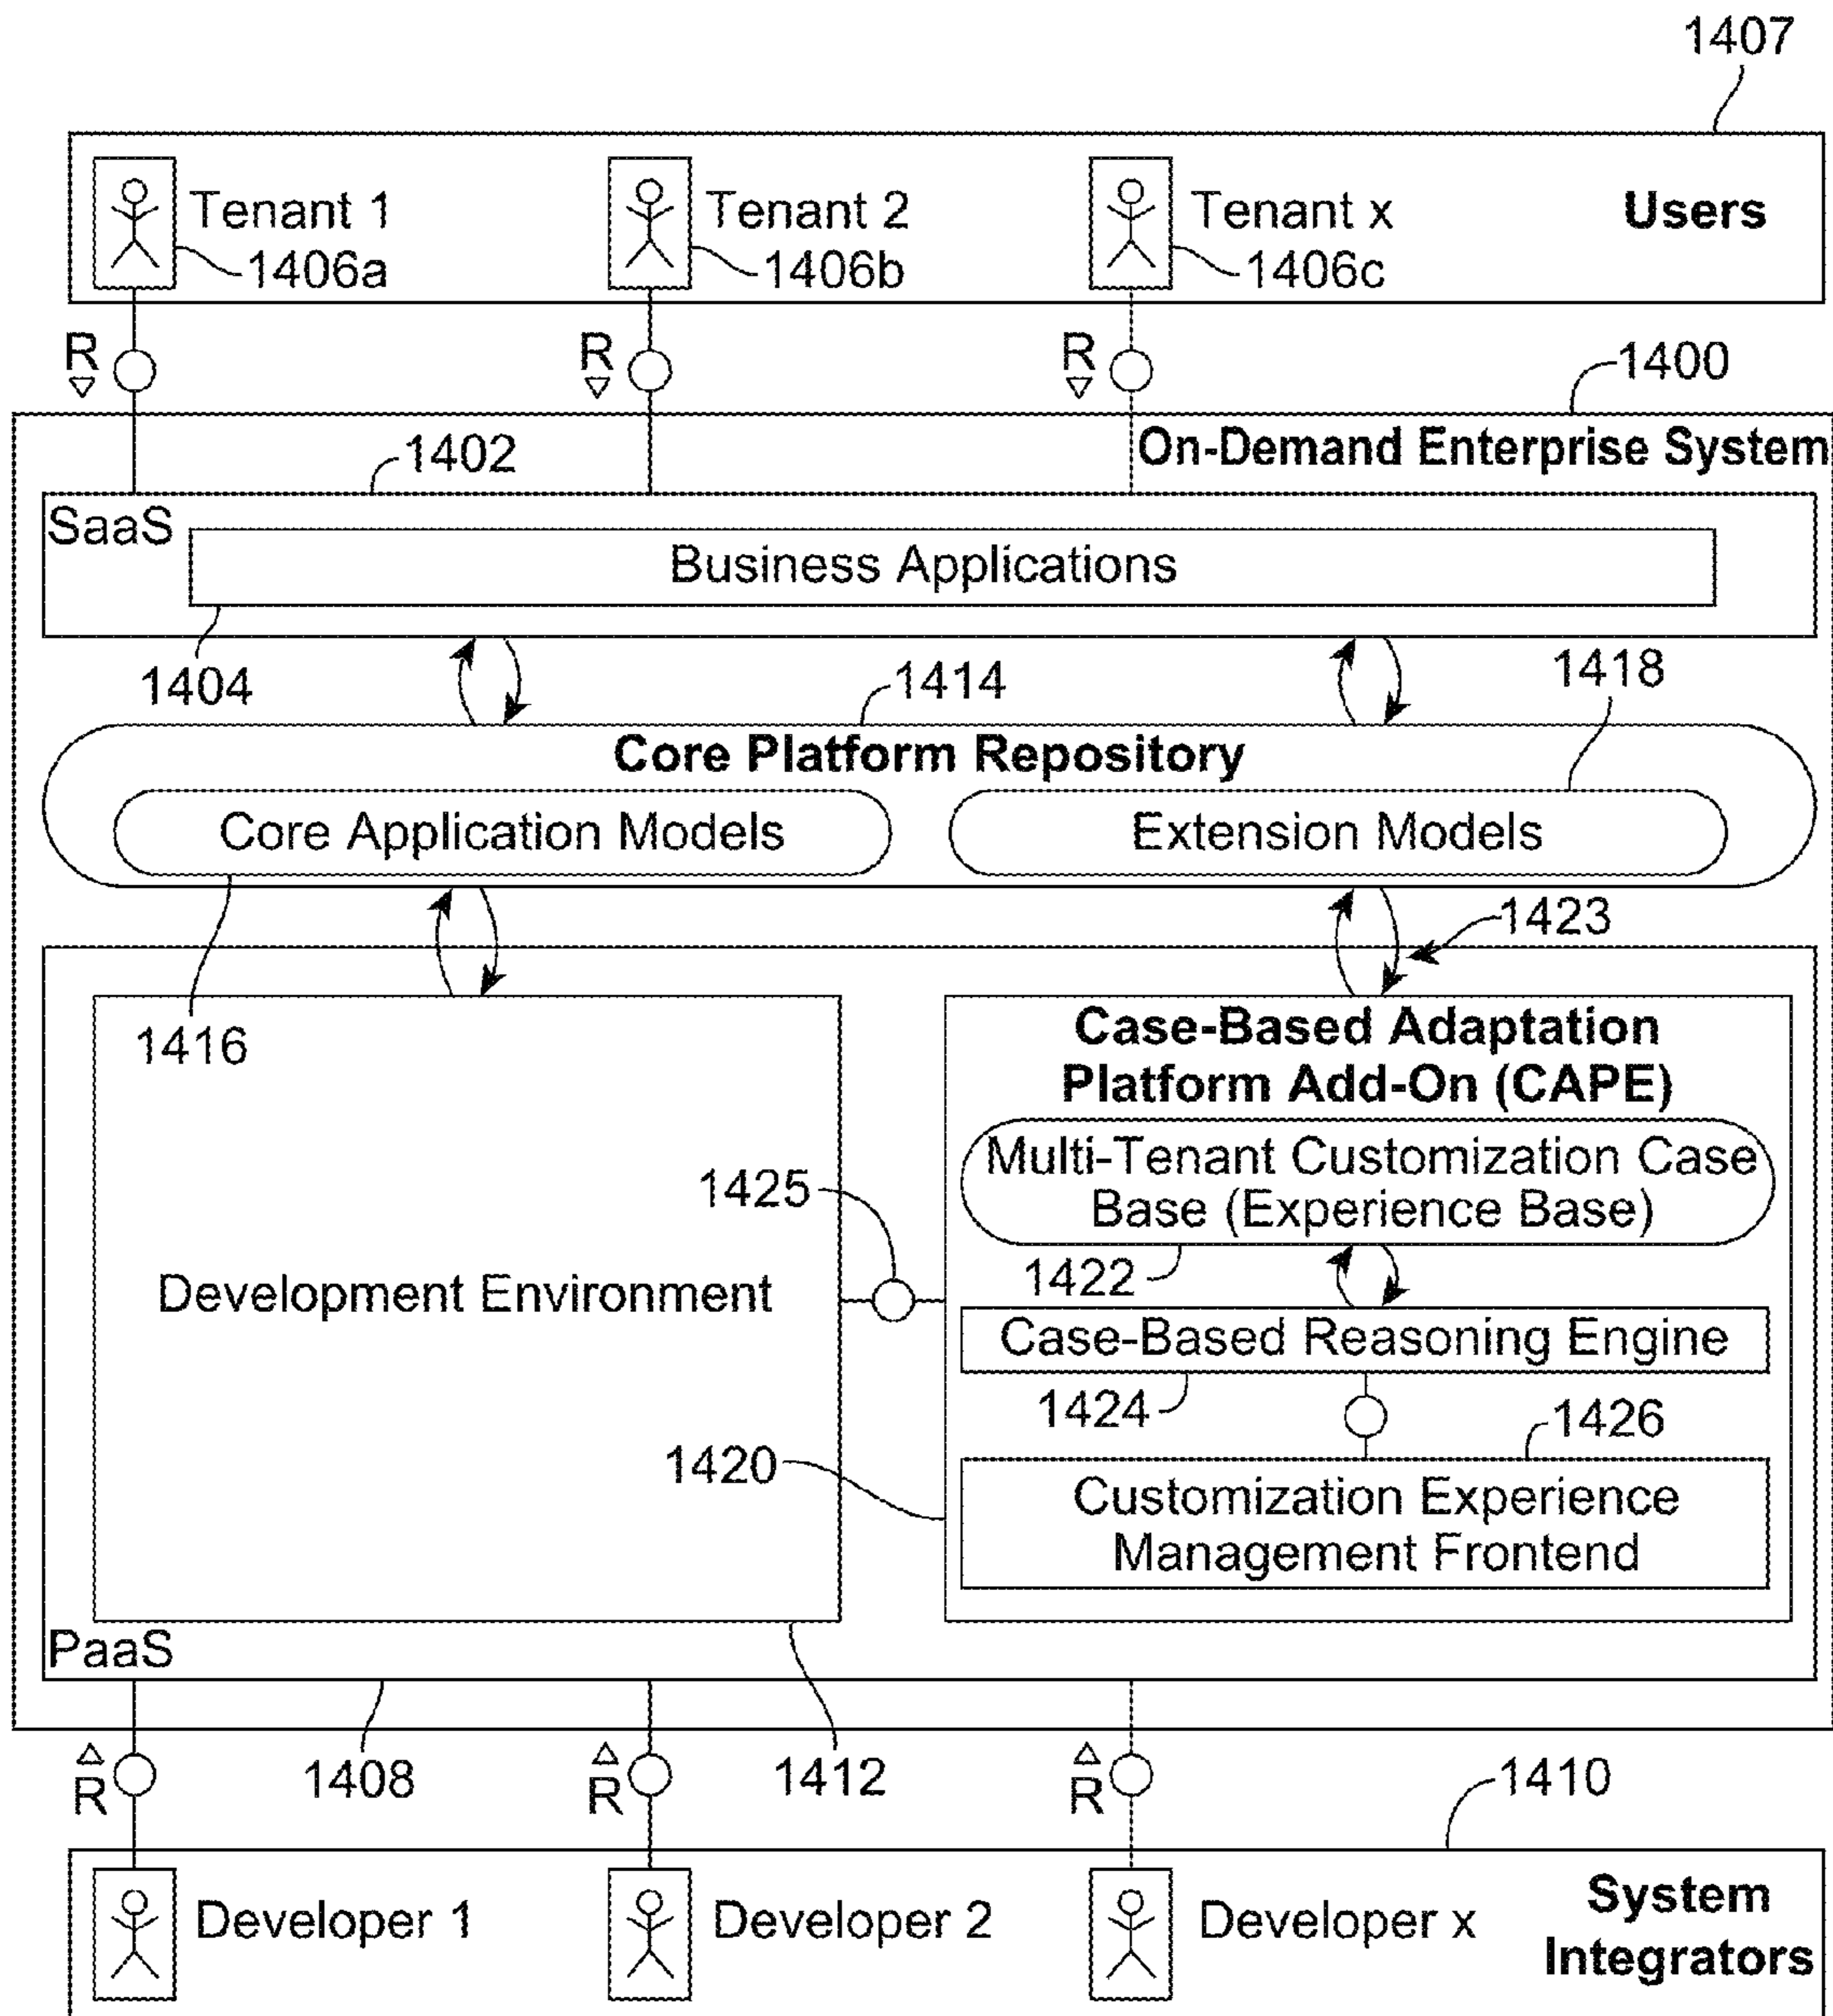 1407
Tenant 1
Tenant 2
Tenant x
Users
1406a
1406b
1406c
R
R
R
1400
On-Demand Enterprise System
1402
SaaS
Business Applications
1404
1414
1418
Core Platform Repository
Core Application Models
Extension Models
1423
1416
Case-Based Adaptation
Platform Add-On (CAPE)
Multi-Tenant Customization Case
Base (Experience Base)
1425
1422
Development Environment
Case-Based Reasoning Engine
1424
1426
1420
Customization Experience
Management Frontend
PaaS
1408
1412
R
R
R
1410
Developer 1
Developer 2
Developer x
System
Integrators